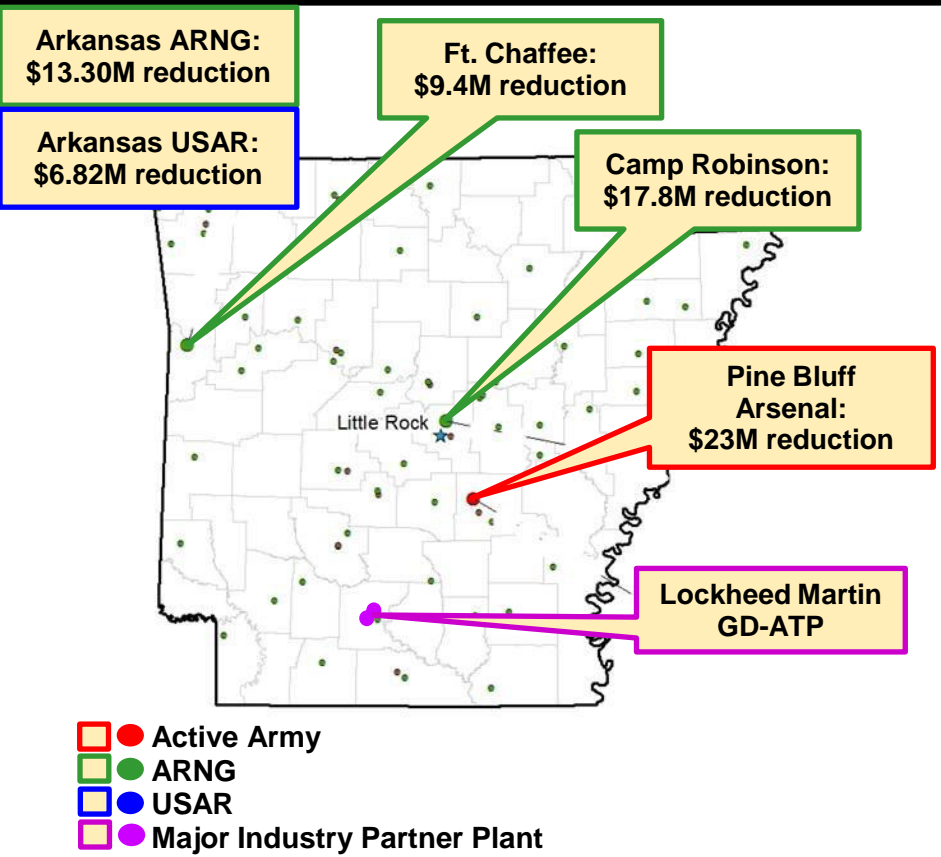 Arkansas ARNG:
$13.30M reduction
Arkansas USAR:
$6.82M reduction
Ft. Chaffee:
$9.4M reduction
Camp Robinson:
$17.8M reduction
Little Rock
Pine Bluff
Arsenal:
$23M reduction
Lockheed Martin
GD-ATP
Active Army
ARNG
USAR
Major Industry Partner Plant